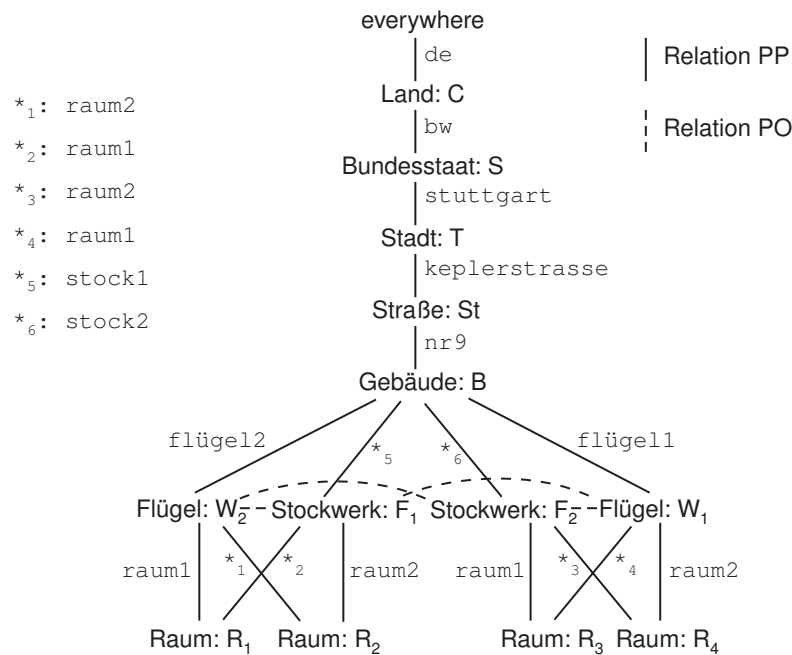 everywhere
de
Relation PP
Land: C
*1: raum2
bw
Relation PO
*2: raum1
Bundesstaat: S
*3: raum2
stuttgart
*4: raum1
Stadt: T
keplerstrasse
*5: stock1
Straße: St
*6: stock2
nr9
Gebäude: B
flügel2 *5 *6 flügel1
Flügel: W2 Stockwerk: F1 Stockwerk: F2 Flügel: W1
raum1 *1 *2 raum2 raum1 *3 *4 raum2
Raum: R1 Raum: R2 Raum: R3 Raum: R4